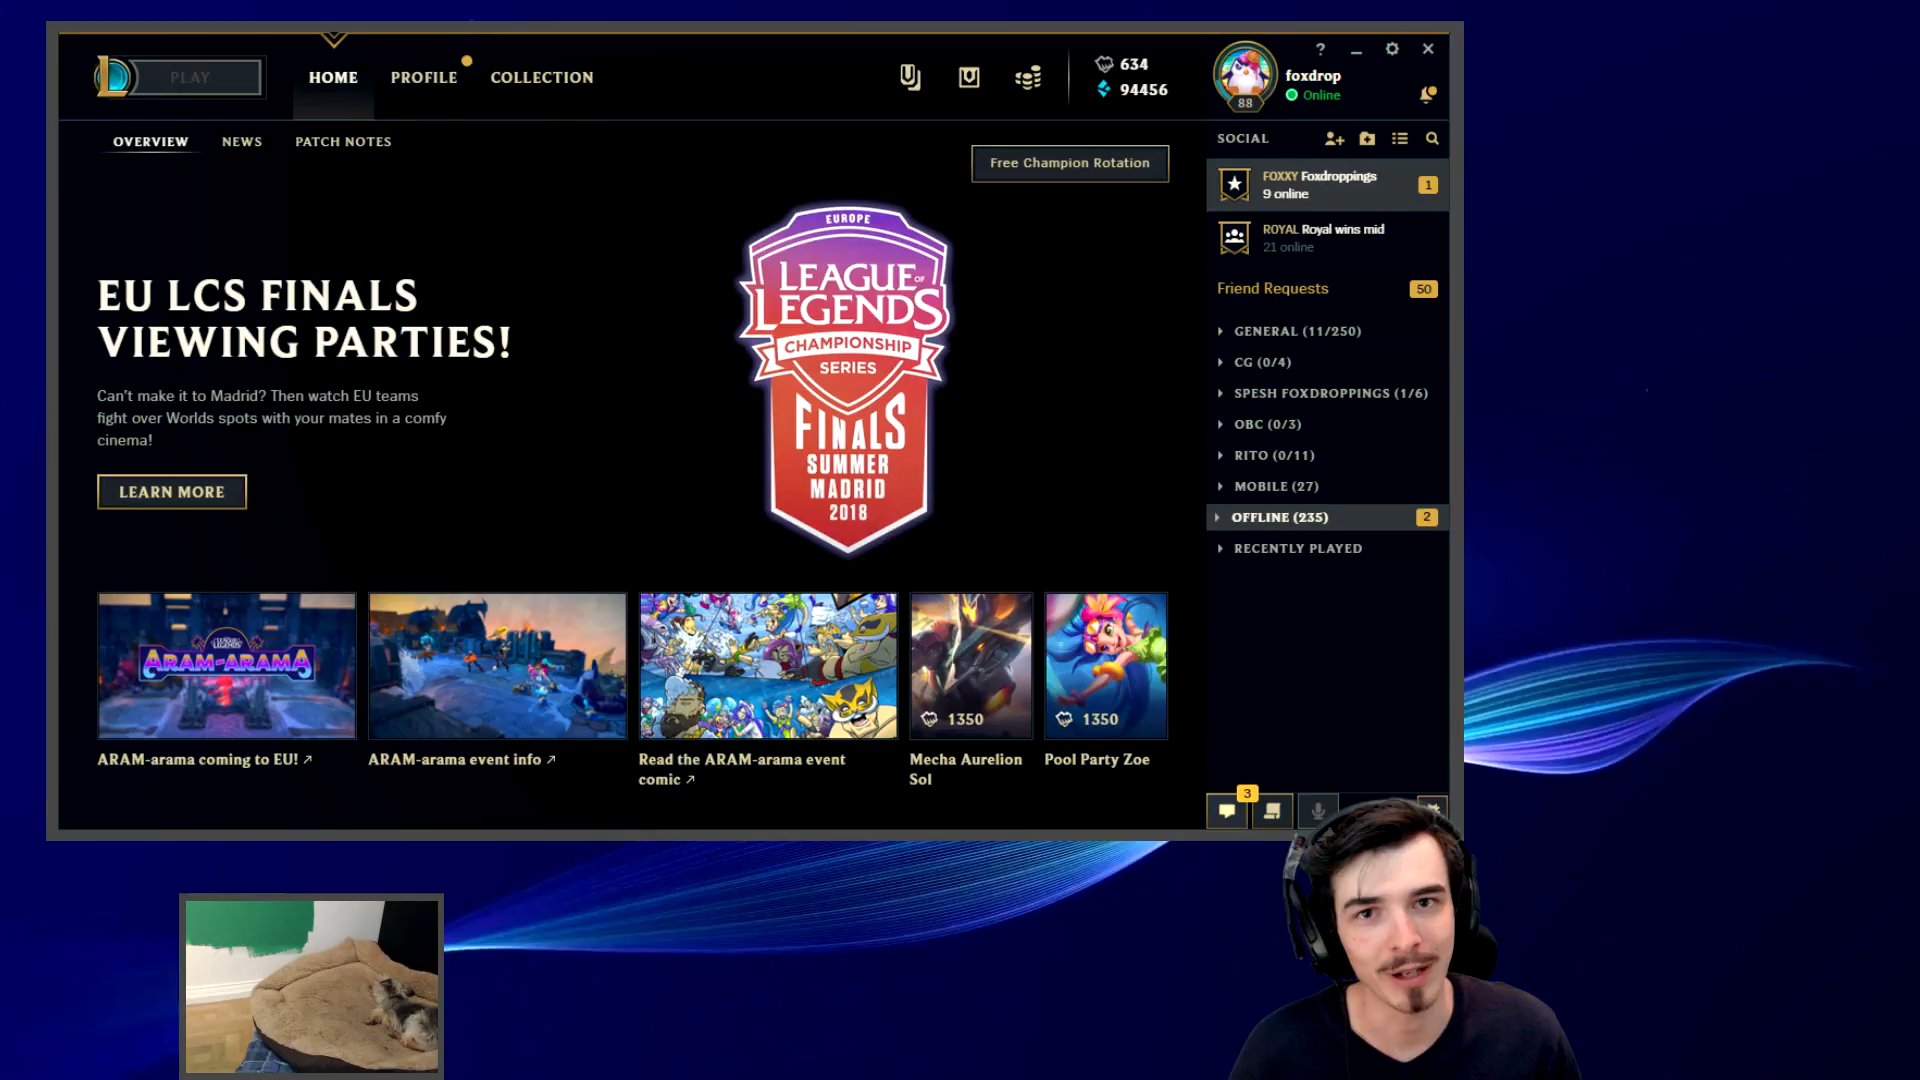 PLAY
HOME
PROFILE
COLLECTION
634
94456
88
foxdrop
Online
?
OVERVIEW
NEWS
PATCH NOTES
Free Champion Rotation
SOCIAL
FOXXY Foxdroppings
9 online
1
ROYAL Royal wins mid
21 online
Friend Requests
50
GENERAL (11/250)
CG (0/4)
SPESH FOXDROPPINGS (1/6)
OBC (0/3)
RITO (0/11)
MOBILE (27)
OFFLINE (235)
2
RECENTLY PLAYED
EU LCS FINALS
VIEWING PARTIES!
Can't make it to Madrid? Then watch EU teams
fight over Worlds spots with your mates in a comfy
cinema!
LEARN MORE
EUROPE
LEAGUE OF
LEGENDS
CHAMPIONSHIP
SERIES
FINALS
SUMMER
MADRID
2018
ARAM-ARAMA
1350
1350
ARAM-arama coming to EU!
ARAM-arama event info
Read the ARAM-arama event
comic
Mecha Aurelion
Sol
Pool Party Zoe
3